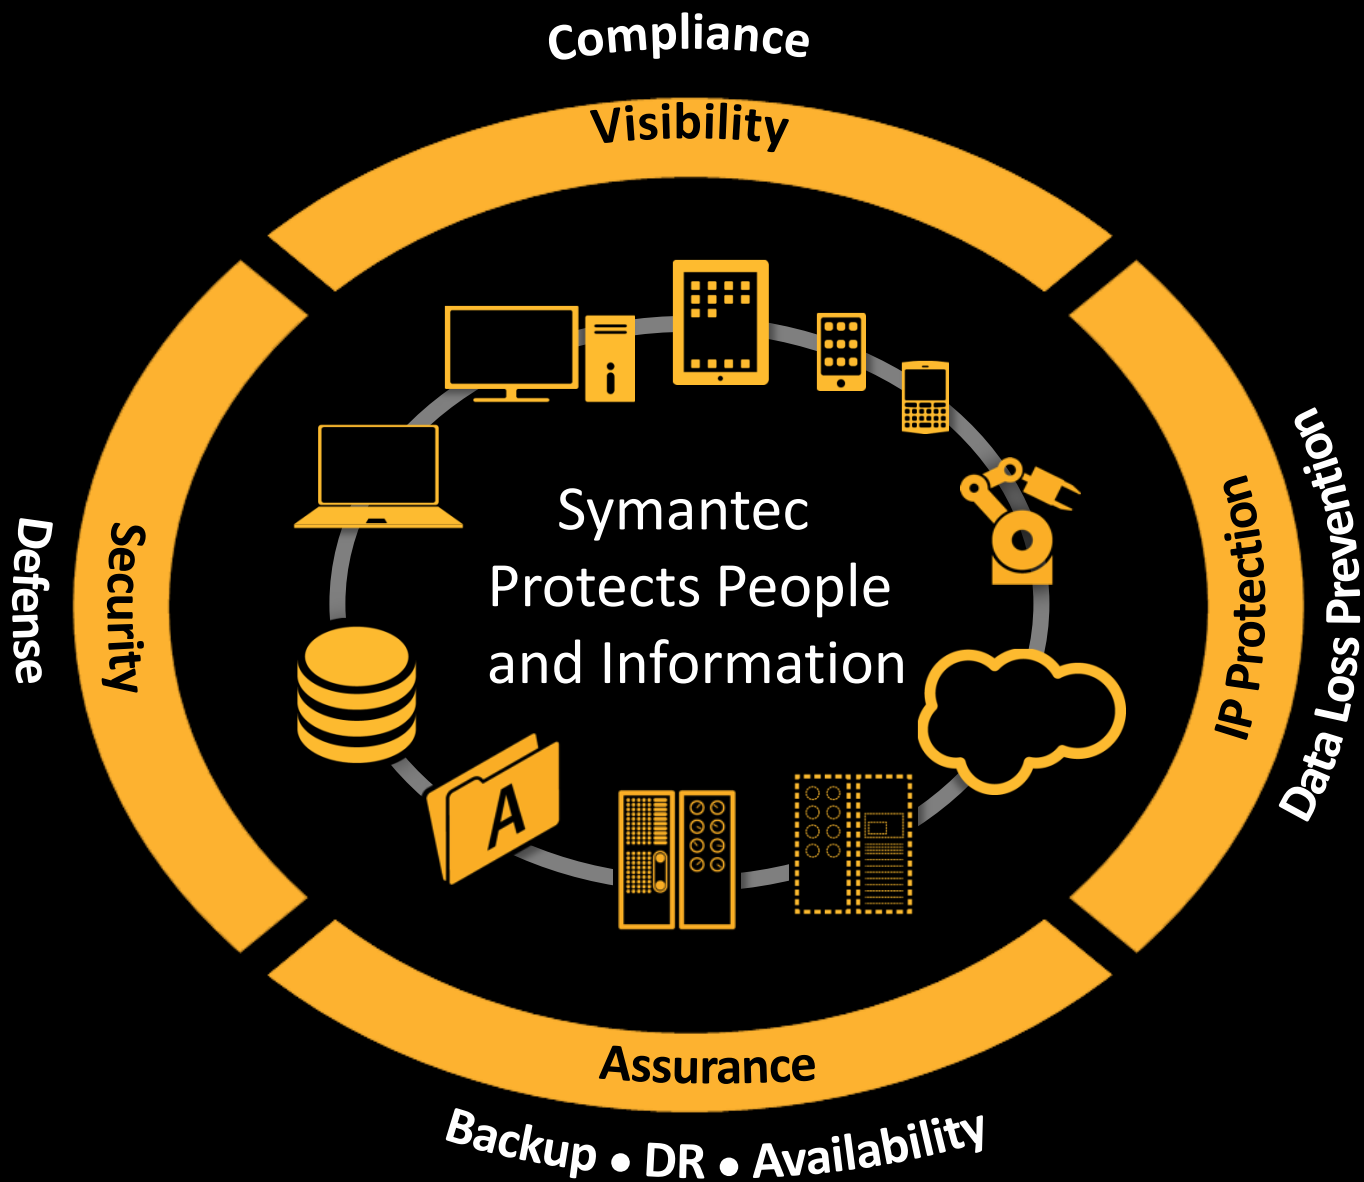 Compliance
Visibility
Defense
Security
Symantec
Protects People
and Information
IP Protection
Data Loss Prevention
A
Assurance
Backup • DR • Availability